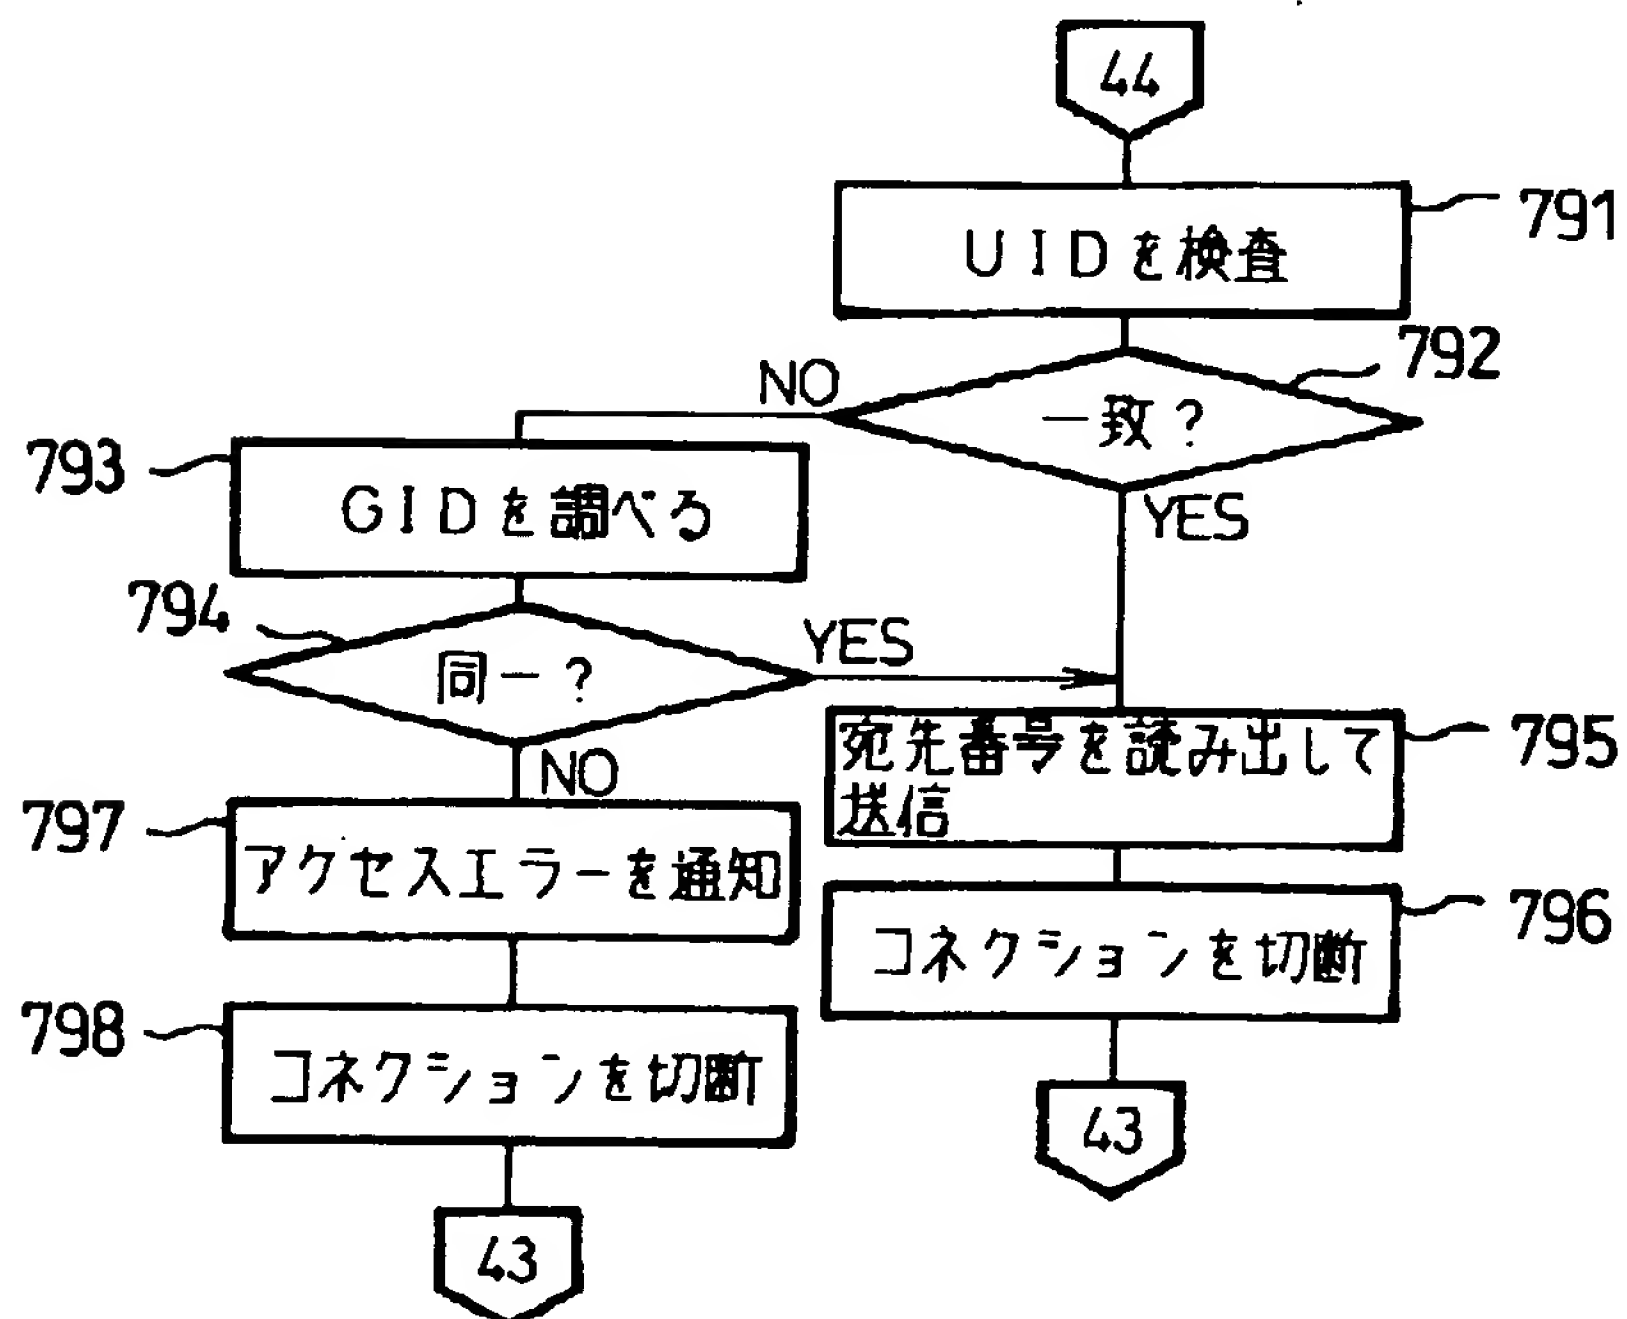 44
UIDを検査
791
792
一致?
NO
YES
793
GIDを調べる
794
同一?
YES
NO
宛先番号を読み出して
送信
795
797
アクセスエラーを通知
796
コネクションを切断
798
コネクションを切断
43
43